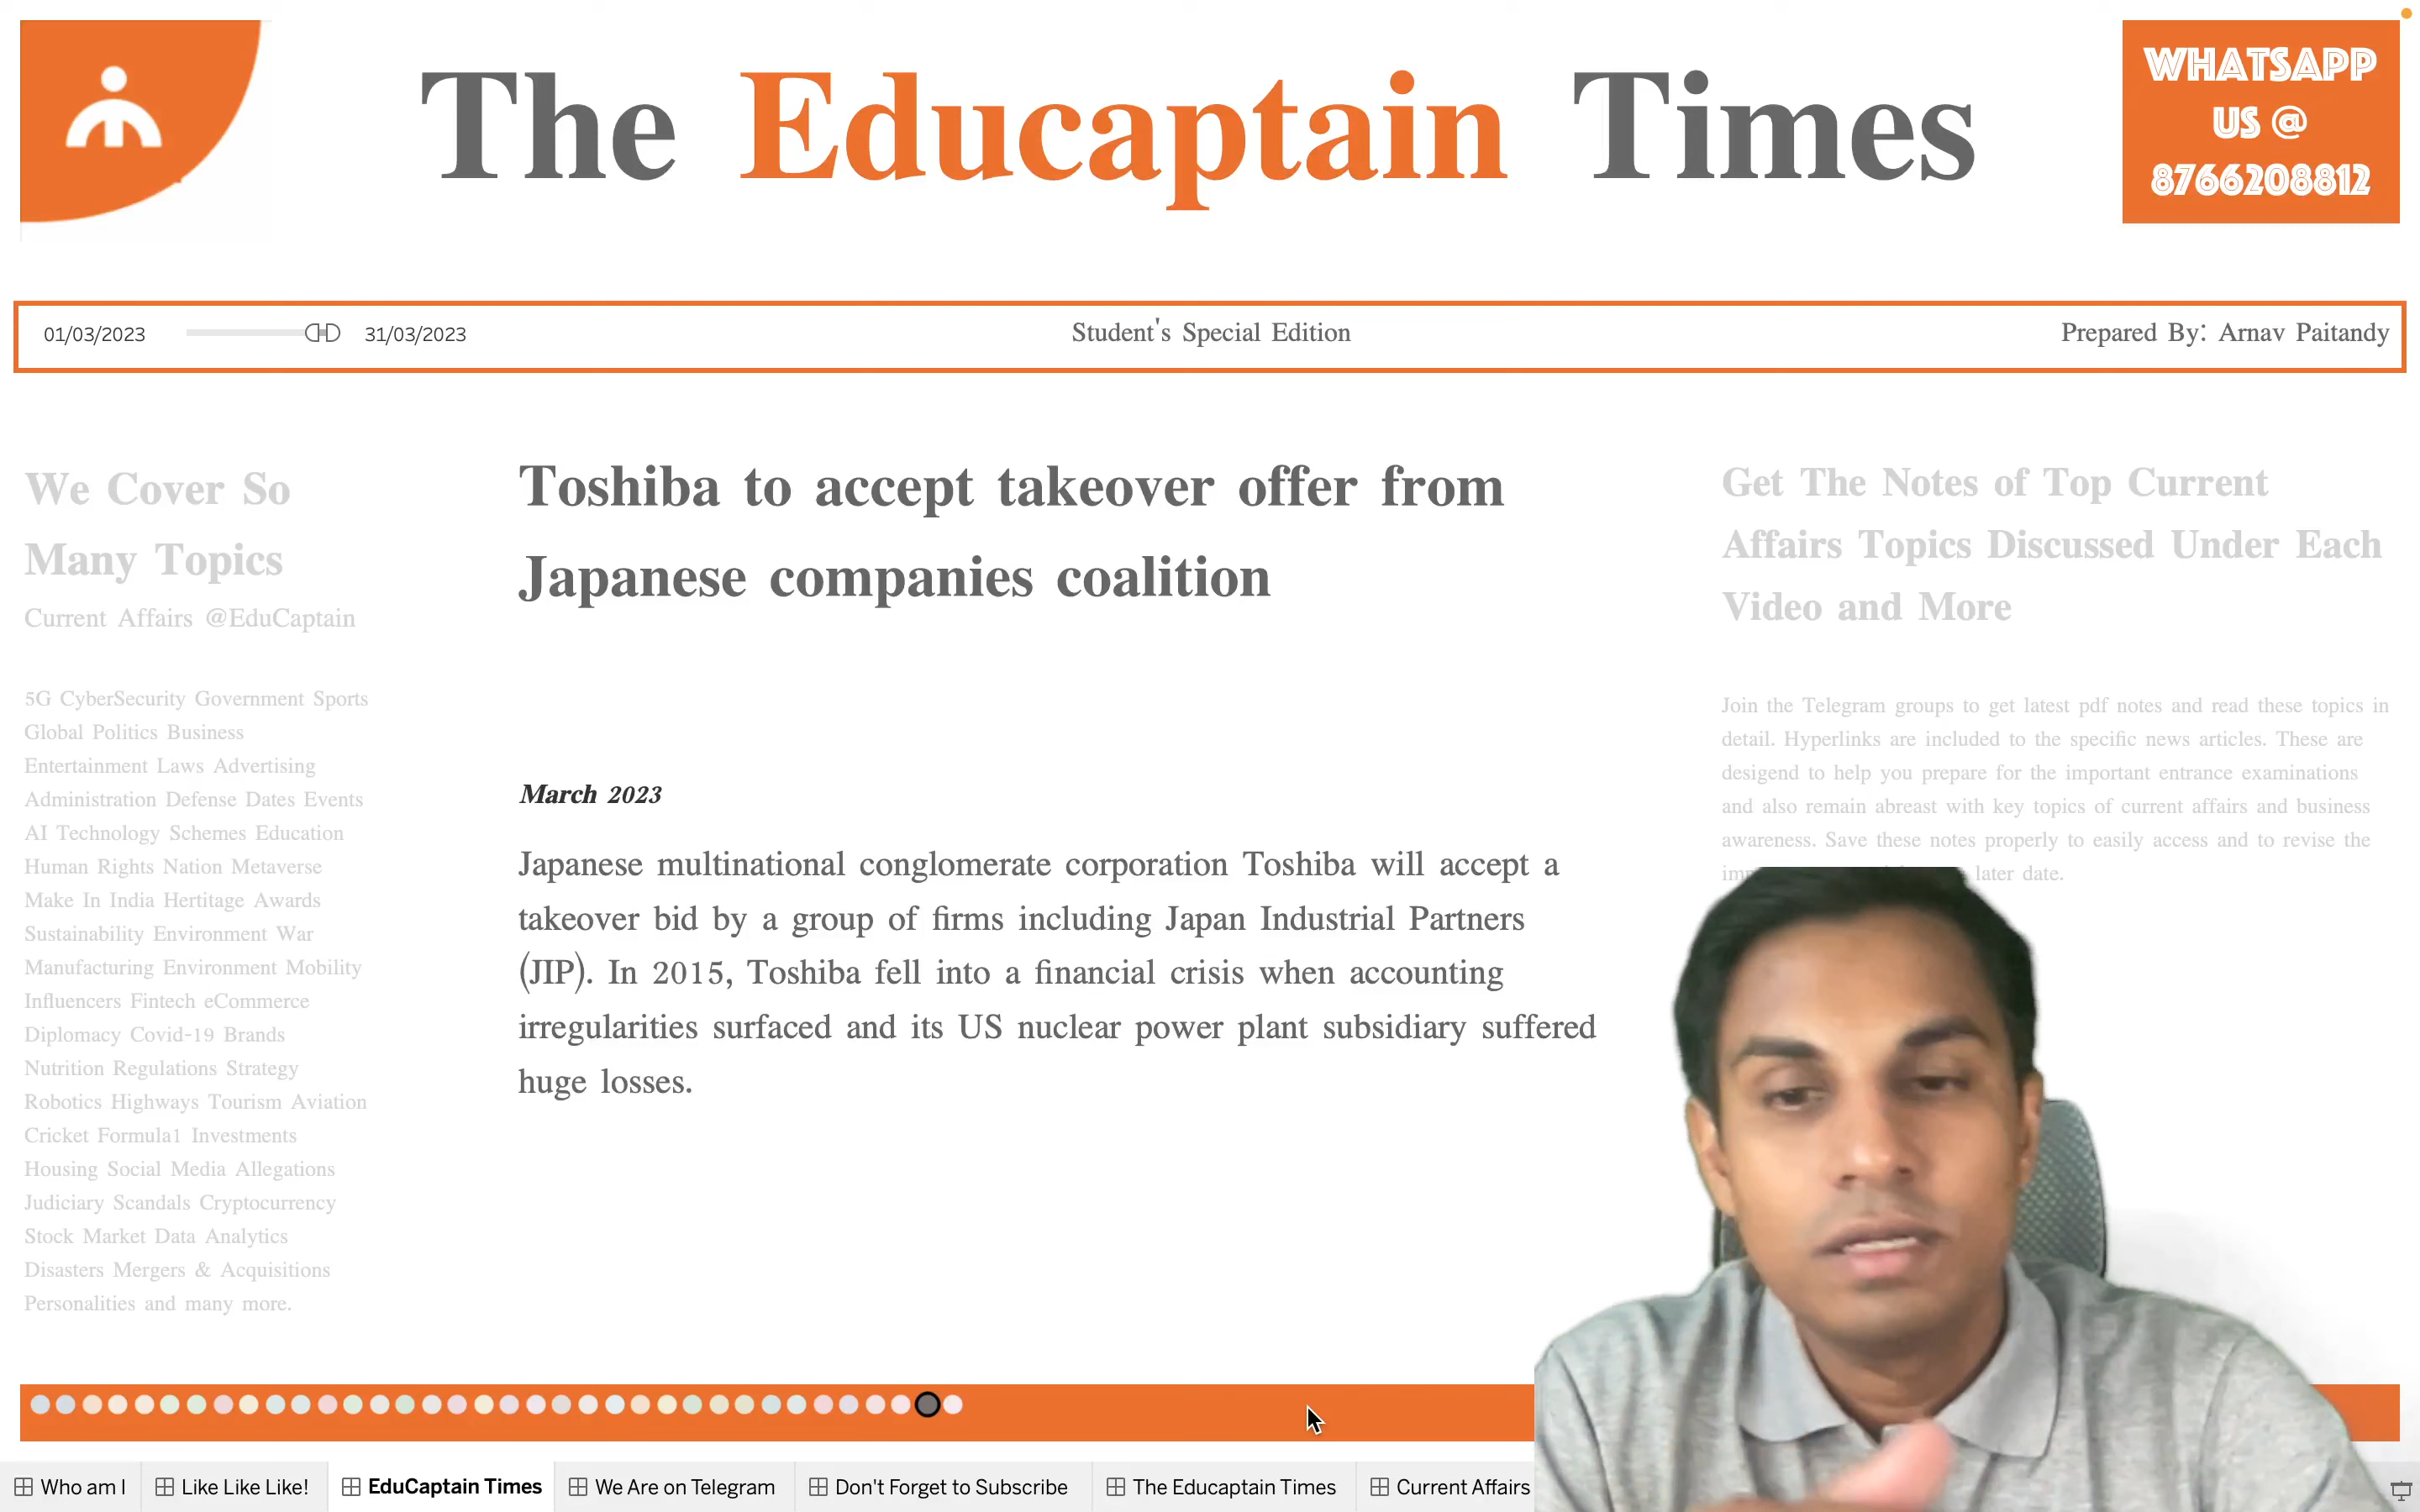 The Educaptain Times
WHATSAPP
US @
8766208812
01/03/2023 31/03/2023
Student's Special Edition
Prepared By: Arnav Paitandy
We Cover So
Many Topics
Current Affairs @EduCaptain
5G CyberSecurity Government Sports
Global Politics Business
Entertainment Laws Advertising
Administration Defense Dates Events
AI Technology Schemes Education
Human Rights Nation Metaverse
Make In India Hertitage Awards
Sustainability Environment War
Manufacturing Environment Mobility
Influencers Fintech eCommerce
Diplomacy Covid-19 Brands
Nutrition Regulations Strategy
Robotics Highways Tourism Aviation
Cricket Formula1 Investments
Housing Social Media Allegations
Judiciary Scandals Cryptocurrency
Stock Market Data Analytics
Disasters Mergers & Acquisitions
Personalities and many more.
Toshiba to accept takeover offer from
Japanese companies coalition
March 2023
Japanese multinational conglomerate corporation Toshiba will accept a
takeover bid by a group of firms including Japan Industrial Partners
(JIP). In 2015, Toshiba fell into a financial crisis when accounting
irregularities surfaced and its US nuclear power plant subsidiary suffered
huge losses.
Get The Notes of Top Current
Affairs Topics Discussed Under Each
Video and More
Join the Telegram groups to get latest pdf notes and read these topics in
detail. Hyperlinks are included to the specific news articles. These are
desigend to help you prepare for the important entrance examinations
and also remain abreast with key topics of current affairs and business
awareness. Save these notes properly to easily access and to revise the
later date.
Who am I
Like Like Like!
EduCaptain Times
We Are on Telegram
Don't Forget to Subscribe
The Educaptain Times
Current Affairs